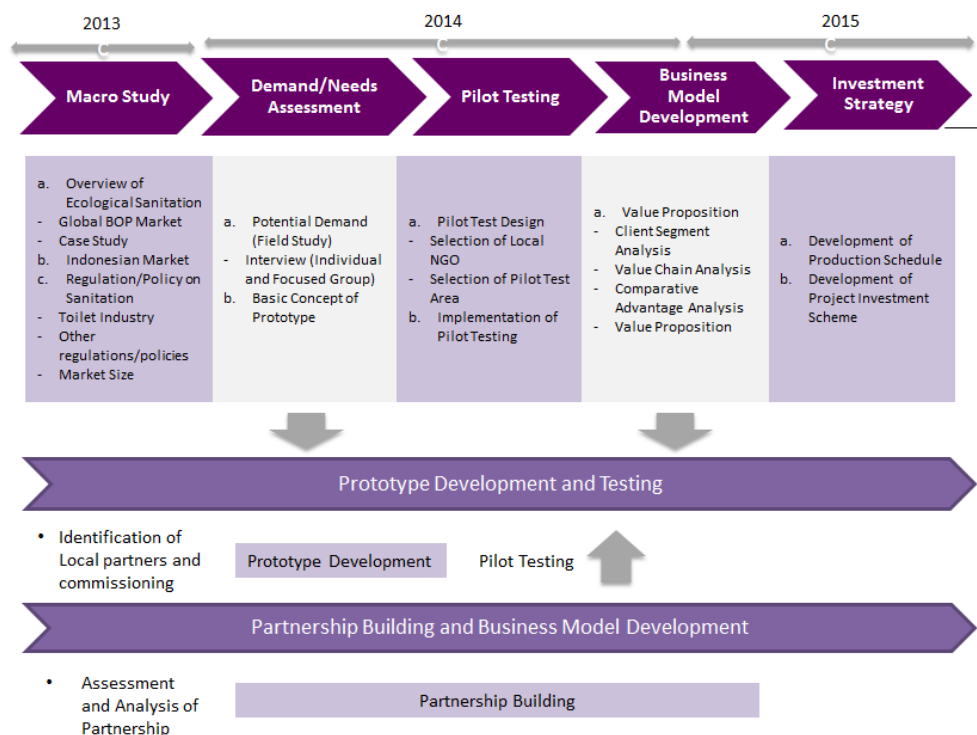 2013
2014
2015
C
C
C
Macro Study
Demand/Needs
Assessment
Pilot Testing
Business
Model
Development
Investment
Strategy
a. Overview of
Ecological Sanitation
- Global BOP Market
- Case Study
b. Indonesian Market
c. Regulation/Policy on
Sanitation
- Toilet Industry
- Other
regulations/policies
- Market Size
a. Potential Demand
(Field Study)
- Interview (Individual
and Focused Group)
b. Basic Concept of
Prototype
a. Pilot Test Design
- Selection of Local
NGO
- Selection of Pilot Test
Area
b. Implementation of
Pilot Testing
a. Value Proposition
- Client Segment
Analysis
- Value Chain Analysis
- Comparative
Advantage Analysis
- Value Proposition
a. Development of
Production Schedule
b. Development of
Project Investment
Scheme
Prototype Development and Testing
• Identification of
Local partners and
commissioning
Prototype Development
Pilot Testing
Partnership Building and Business Model Development
• Assessment
and Analysis of
Partnership
Partnership Building